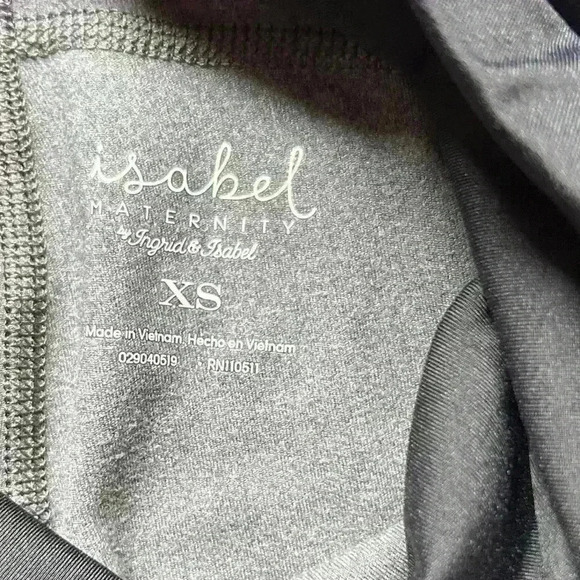 isabel
MATERNITY
by Ingrid & Isabel
XS
Made in Vietnam Hecho en Vietnam
029040519 RN110511